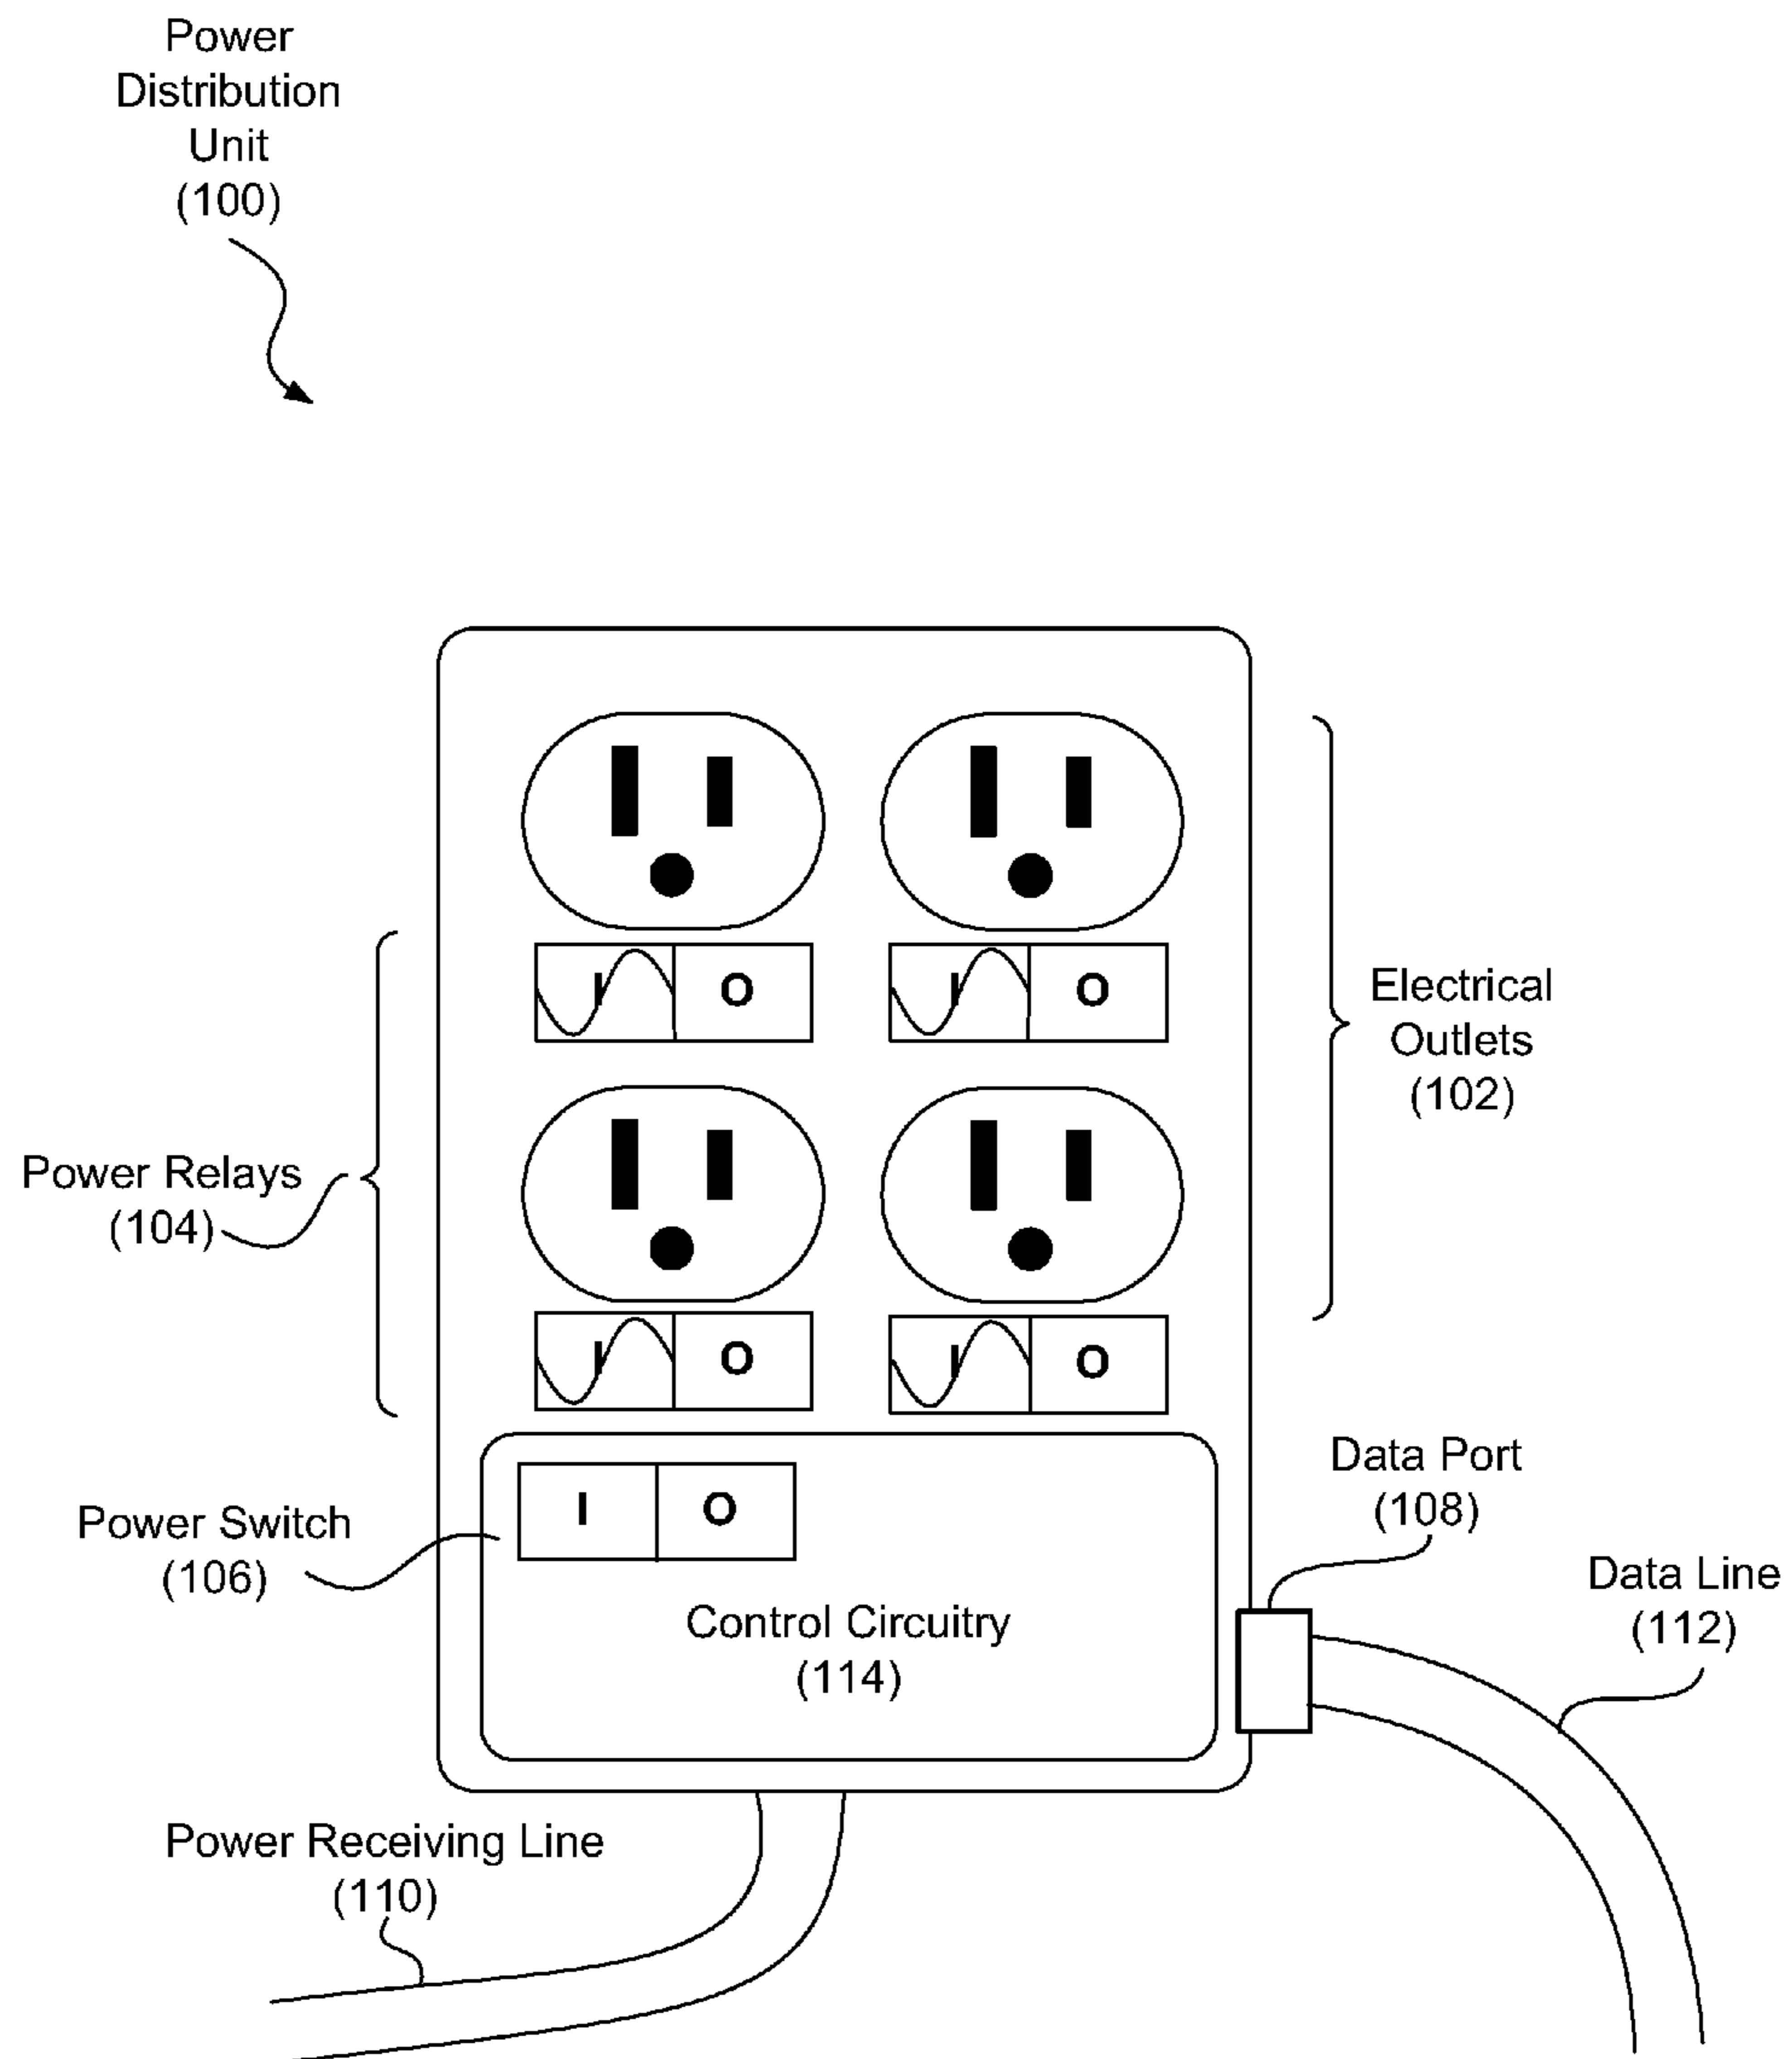 Power
Distribution
Unit
(100)
I O
I O
Electrical
Outlets
(102)
Power Relays
(104)
I O
I O
Data Port
(108)
Power Switch
(106)
I O
Data Line
(112)
Control Circuitry
(114)
Power Receiving Line
(110)